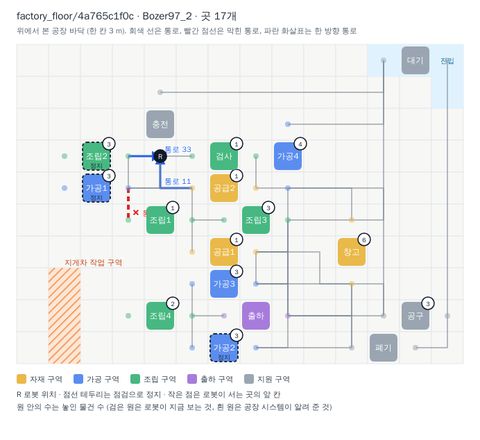 factory_floor/4a765c1f0c · Bozer97_2 · 곳 17개
위에서 본 공장 바닥 (한 칸 3 m). 회색 선은 통로, 빨간 점선은 막힌 통로, 파란 화살표는 한 방향 통로
대기
진입
충전
통로 33
3
조립2
정지
R
1
검사
4
가공4
3
가공1
정지
통로 11
1
공급2
1
조립1
3
조립3
1
공급1
6
창고
지게차 작업 구역
3
가공3
2
조립4
출하
3
공구
3
가공2
정지
폐기
자재 구역
가공 구역
조립 구역
출하 구역
지원 구역
R 로봇 위치 · 점선 테두리는 점검으로 정지 · 작은 점은 로봇이 서는 곳의 앞 칸
원 안의 수는 놓인 물건 수 (검은 원은 로봇이 지금 보는 것, 흰 원은 공장 시스템이 알려 준 것)